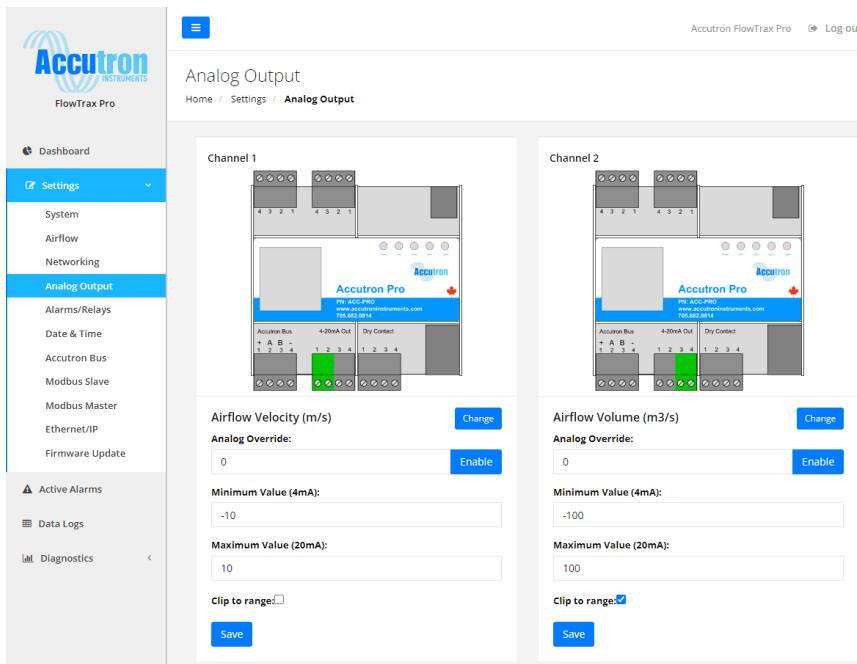 Accutron
INSTRUMENTS
FlowTrax Pro
Dashboard
Settings
System
Airflow
Networking
Analog Output
Alarms/Relays
Date & Time
Accutron Bus
Modbus Slave
Modbus Master
Ethernet/IP
Firmware Update
Active Alarms
Data Logs
Diagnostics
Accutron FlowTrax Pro Log ou
Analog Output
Home / Settings / Analog Output
Channel 1
4 3 2 1 4 3 2 1
Accutron
Accutron Pro
PN: ACC-PRO
www.accutroninstruments.com
705.682.0814
Accutron Bus 4-20mA Out Dry Contact
+ A B -
1 2 3 4 1 2 3 4 1 2 3 4
Airflow Velocity (m/s)
Change
Analog Override:
0
Enable
Minimum Value (4mA):
-10
Maximum Value (20mA):
10
Clip to range:
Save
Channel 2
4 3 2 1 4 3 2 1
Accutron
Accutron Pro
PN: ACC-PRO
www.accutroninstruments.com
705.682.0814
Accutron Bus 4-20mA Out Dry Contact
+ A B -
1 2 3 4 1 2 3 4 1 2 3 4
Airflow Volume (m3/s)
Change
Analog Override:
0
Enable
Minimum Value (4mA):
-100
Maximum Value (20mA):
100
Clip to range:
Save